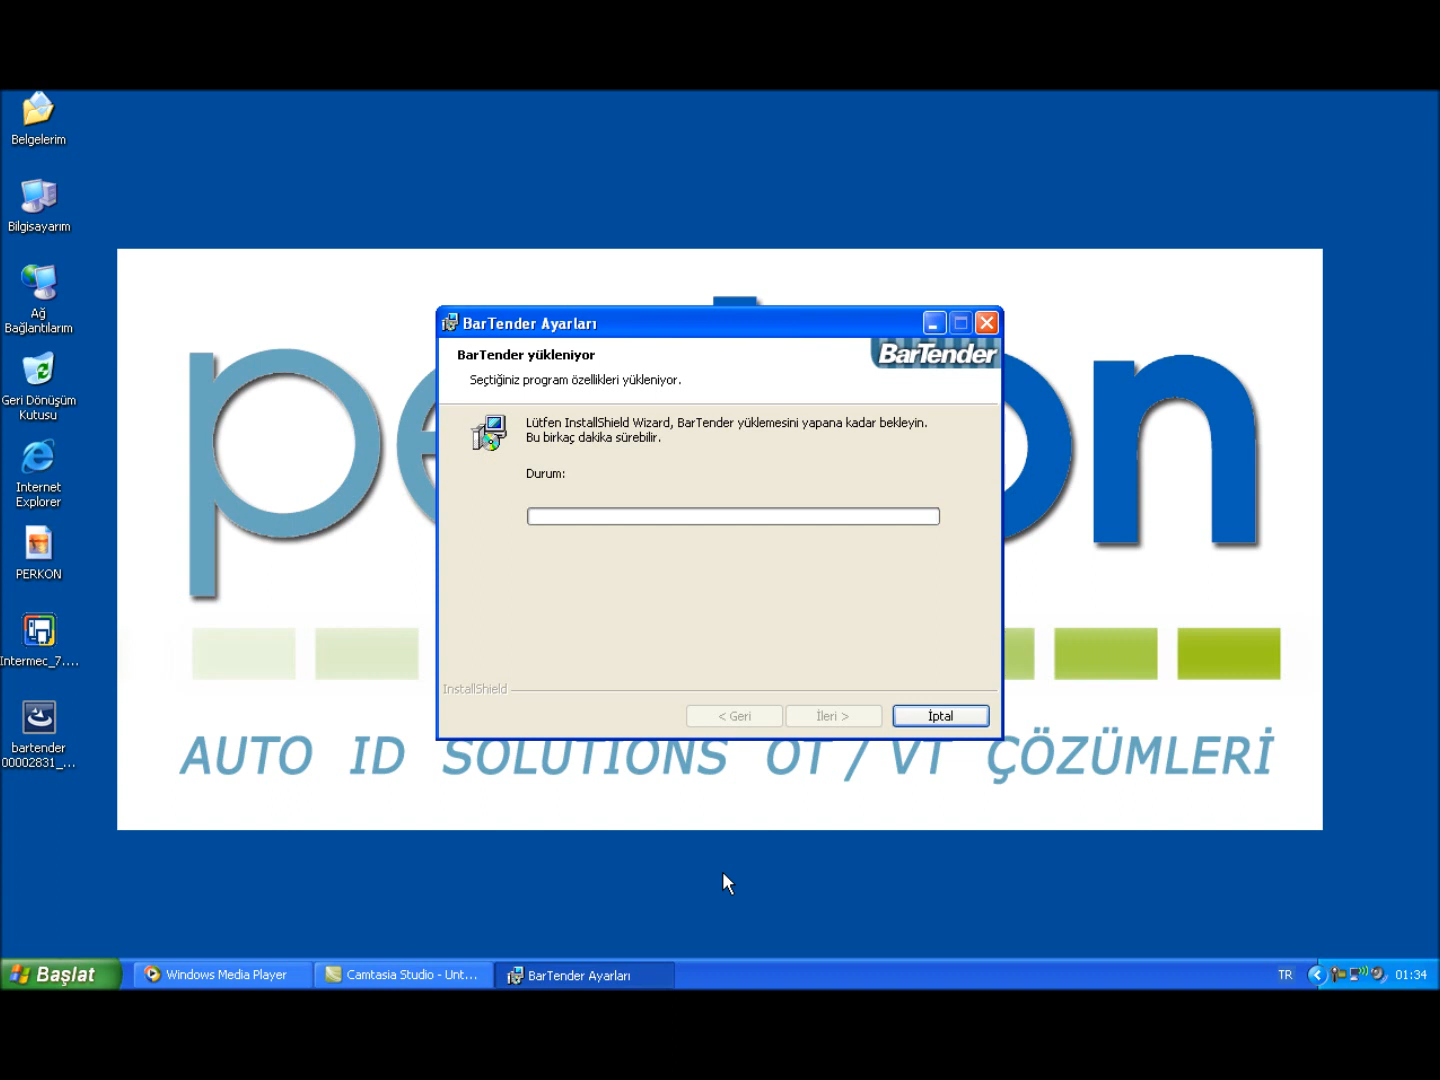 Belgelerim
Bilgisayarım
Ağ
Bağlantılarım
Geri Dönüşüm
Kutusu
Internet
Explorer
PERKON
Intermec_7....
bartender
00002831_...
BarTender Ayarları
BarTender yükleniyor
BarTender
Seçtiğiniz program özellikleri yükleniyor.
Lütfen InstallShield Wizard, BarTender yüklemesini yapana kadar bekleyin.
Bu birkaç dakika sürebilir.
Durum:
InstallShield
< Geri
İleri >
İptal
AUTO ID SOLUTIONS OT / VT ÇÖZÜMLERİ
Başlat
Windows Media Player
Camtasia Studio - Unt...
BarTender Ayarları
TR
01:34